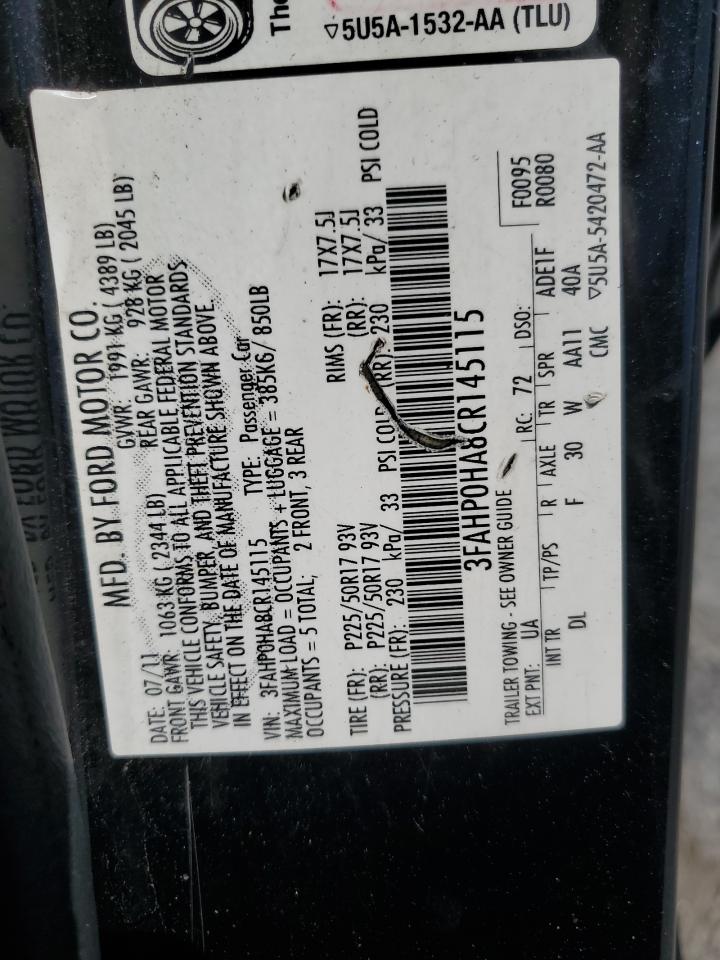 The
▽5U5A-1532-AA (TLU)
MFD. BY FORD MOTOR CO.
DATE: 07/11 GVWR: 1991 KG ( 4389 LB)
FRONT GAWR: 1063 KG ( 2344 LB) REAR GAWR: 928 KG ( 2045 LB)
THIS VEHICLE CONFORMS TO ALL APPLICABLE FEDERAL MOTOR
VEHICLE SAFETY, BUMPER, AND THEFT PREVENTION STANDARDS
IN EFFECT ON THE DATE OF MANUFACTURE SHOWN ABOVE.
VIN: 3FAHP0HA8CR145115 TYPE: Passenger Car
MAXIMUM LOAD = OCCUPANTS + LUGGAGE = 385KG/ 850LB
OCCUPANTS = 5 TOTAL; 2 FRONT, 3 REAR
TIRE (FR): P225/50R17 93V RIMS (FR): 17X7.5J
(RR): P225/50R17 93V (RR): 17X7.5J
PRESSURE (FR): 230 kPa/ 33 PSI COLD (RR): 230 kPa/ 33 PSI COLD
3FAHP0HA8CR145115
TRAILER TOWING - SEE OWNER GUIDE F0095
EXT PNT: UA RC: 72 DSO: R0080
INT TR TP/PS R AXLE TR SPR ADE1F
DL F 30 W AA11 40A
CMC ▽5U5A-5420472-AA